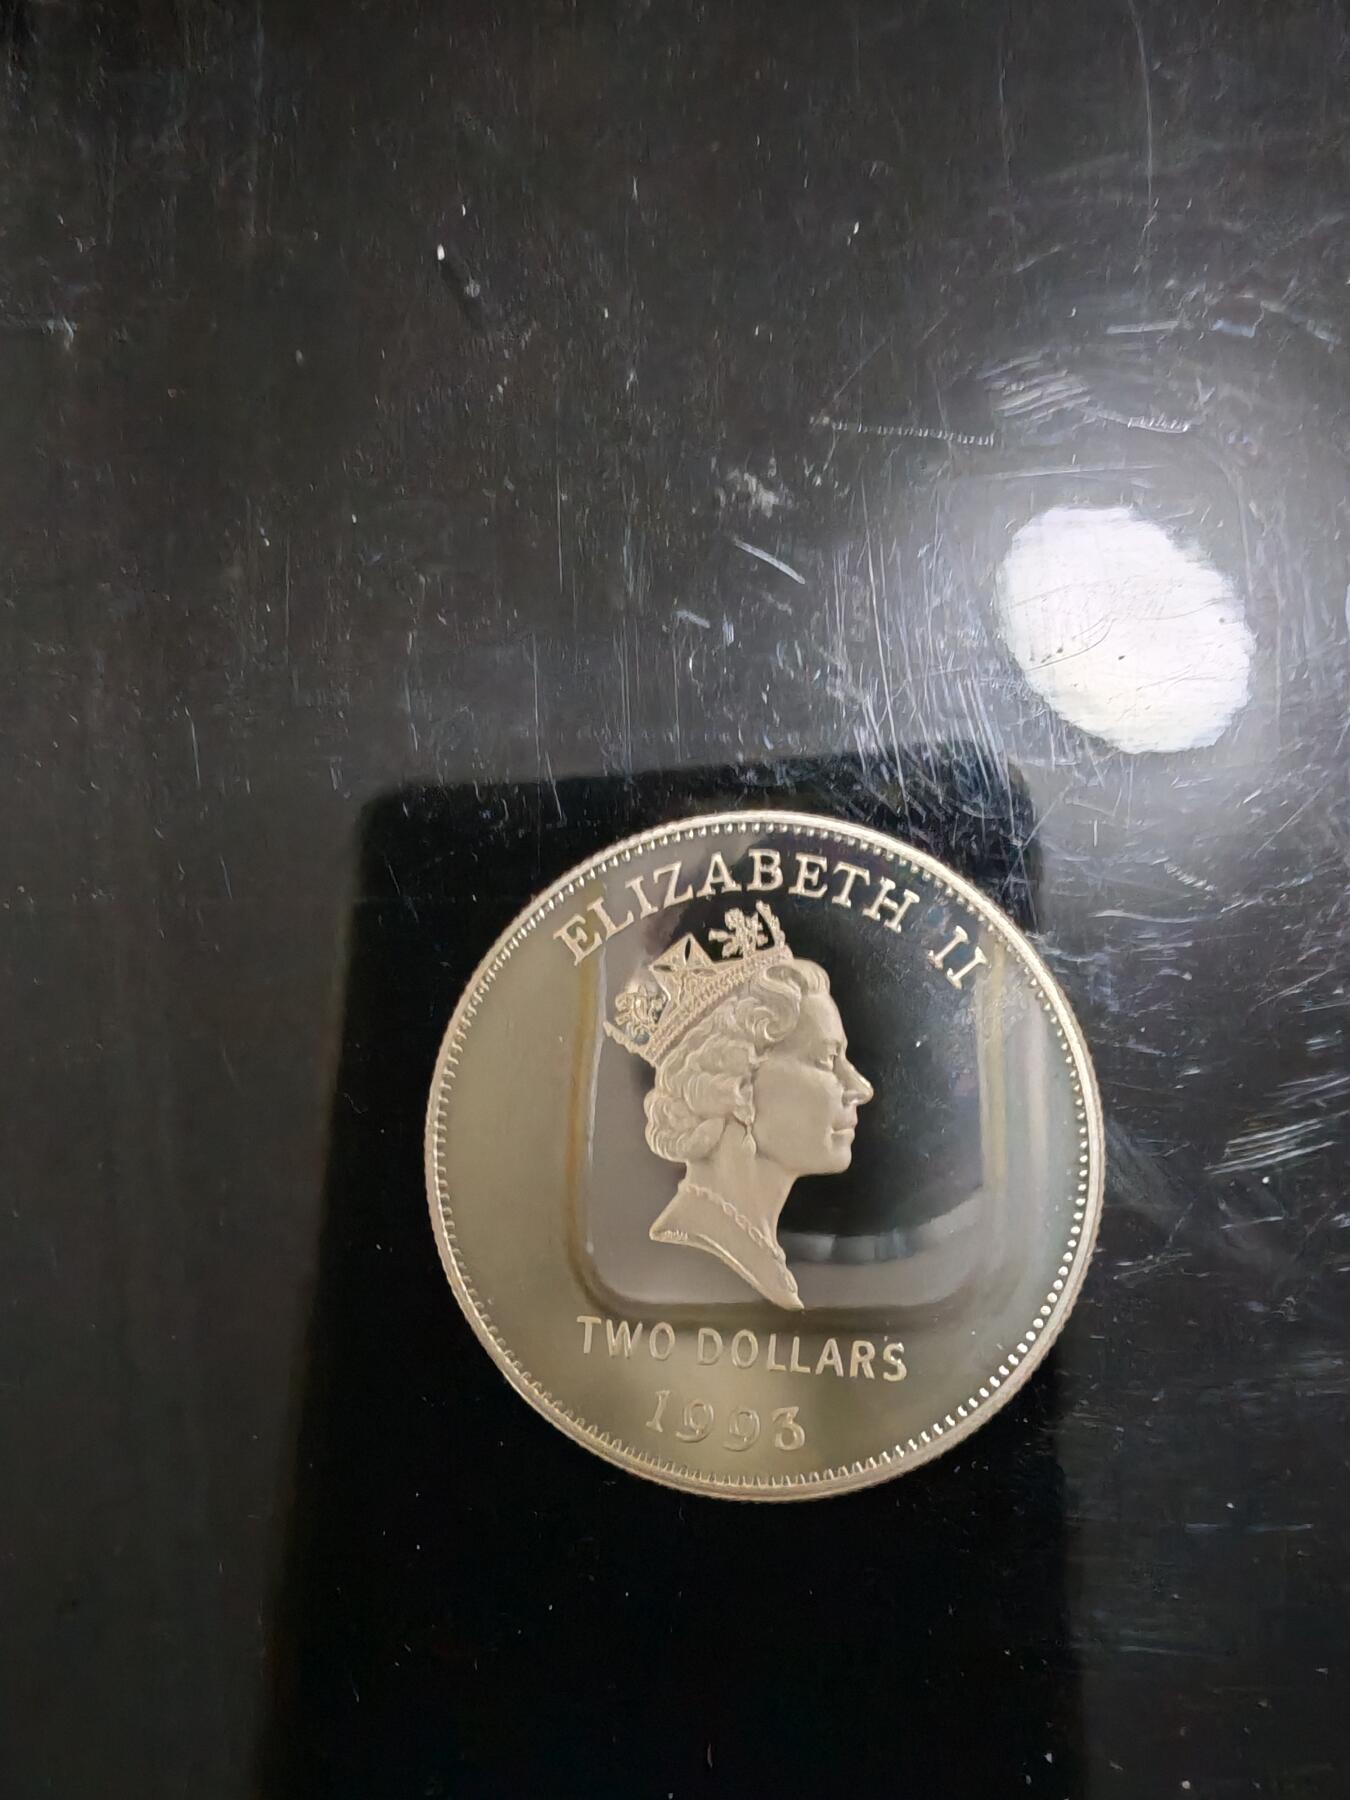 ELIZABETH II
TWO DOLLARS
1993